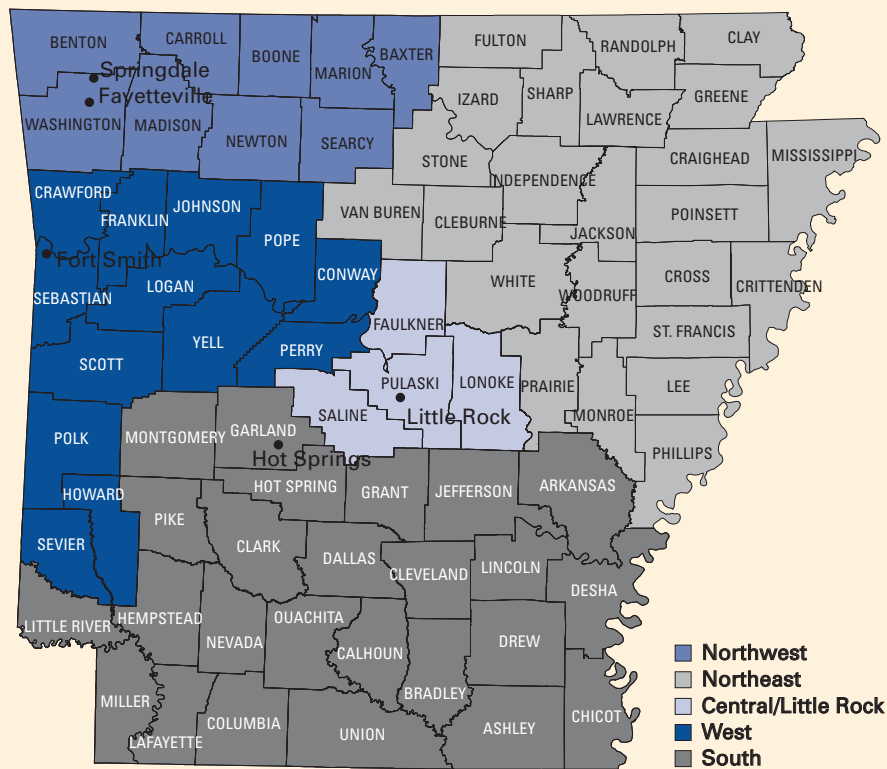 BENTON
CARROLL
BOONE
MARION
BAXTER
FULTON
RANDOLPH
CLAY
Springdale
Fayetteville
WASHINGTON
MADISON
NEWTON
SEARCY
IZARD
SHARP
LAWRENCE
GREENE
STONE
INDEPENDENCE
CRAIGHEAD
MISSISSIPPI
CRAWFORD
FRANKLIN
JOHNSON
POPE
VAN BUREN
CLEBURNE
JACKSON
POINSETT
Fort Smith
SEBASTIAN
LOGAN
CONWAY
WHITE
WOODRUFF
CROSS
CRITTENDEN
FAULKNER
ST. FRANCIS
SCOTT
YELL
PERRY
PULASKI
LONOKE
PRAIRIE
LEE
Little Rock
SALINE
MONROE
POLK
MONTGOMERY
GARLAND
Hot Springs
PHILLIPS
HOWARD
HOT SPRING
GRANT
JEFFERSON
ARKANSAS
SEVIER
PIKE
CLARK
DALLAS
CLEVELAND
LINCOLN
DESHA
LITTLE RIVER
HEMPSTEAD
NEVADA
OUACHITA
CALHOUN
DREW
MILLER
LAFAYETTE
COLUMBIA
UNION
BRADLEY
ASHLEY
CHICOT
Northwest
Northeast
Central/Little Rock
West
South